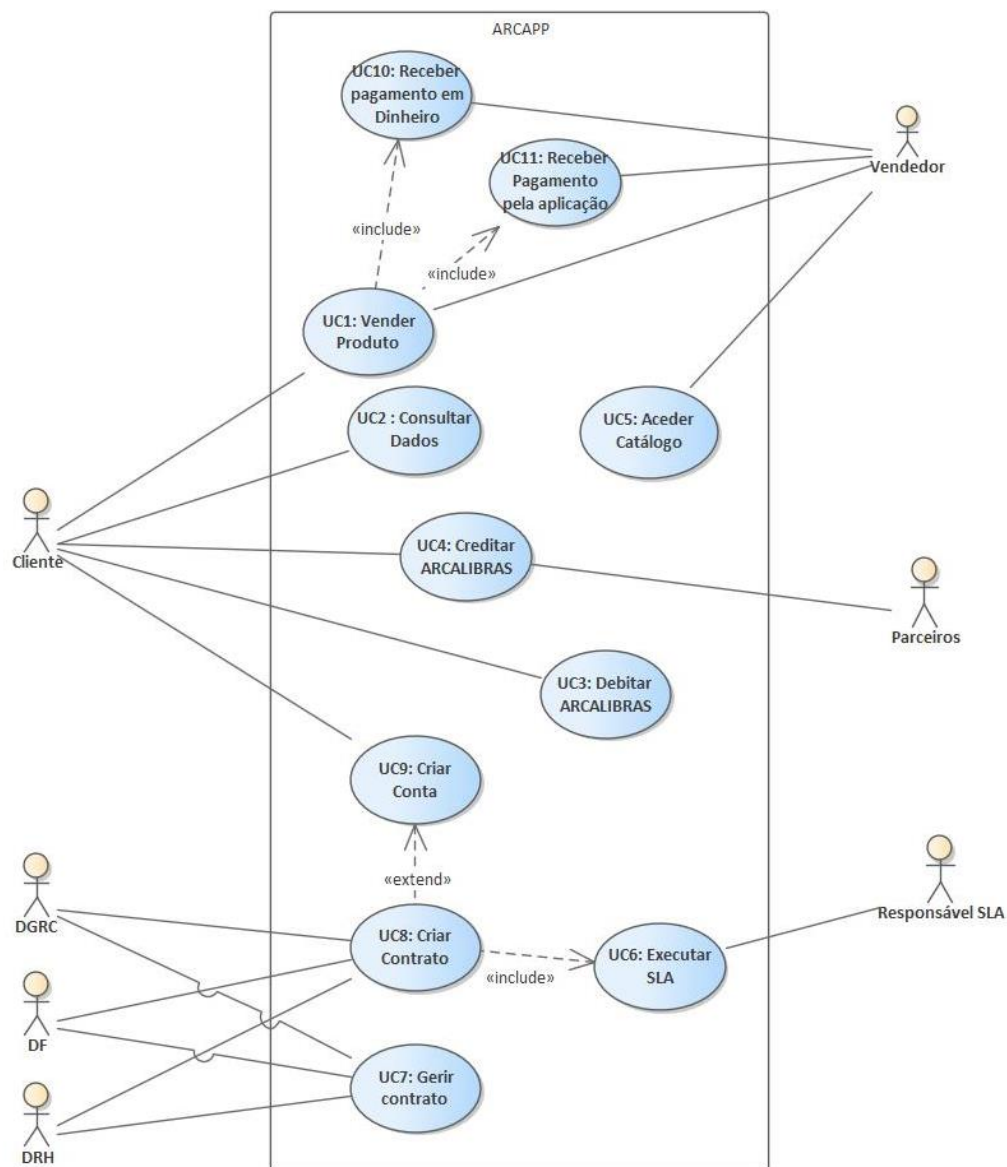 ARCAPP
UC10: Receber
pagamento em
Dinheiro
UC11: Receber
Pagamento
pela aplicação
Vendedor
«include»
«include»
UC1: Vender
Produto
UC2 : Consultar
Dados
UC5: Aceder
Catálogo
Cliente
UC4: Creditar
ARCALIBRAS
Parceiros
UC3: Debitar
ARCALIBRAS
UC9: Criar
Conta
«extend»
DGRC
Responsável SLA
UC8: Criar
Contrato
«include»
UC6: Executar
SLA
DF
UC7: Gerir
contrato
DRH